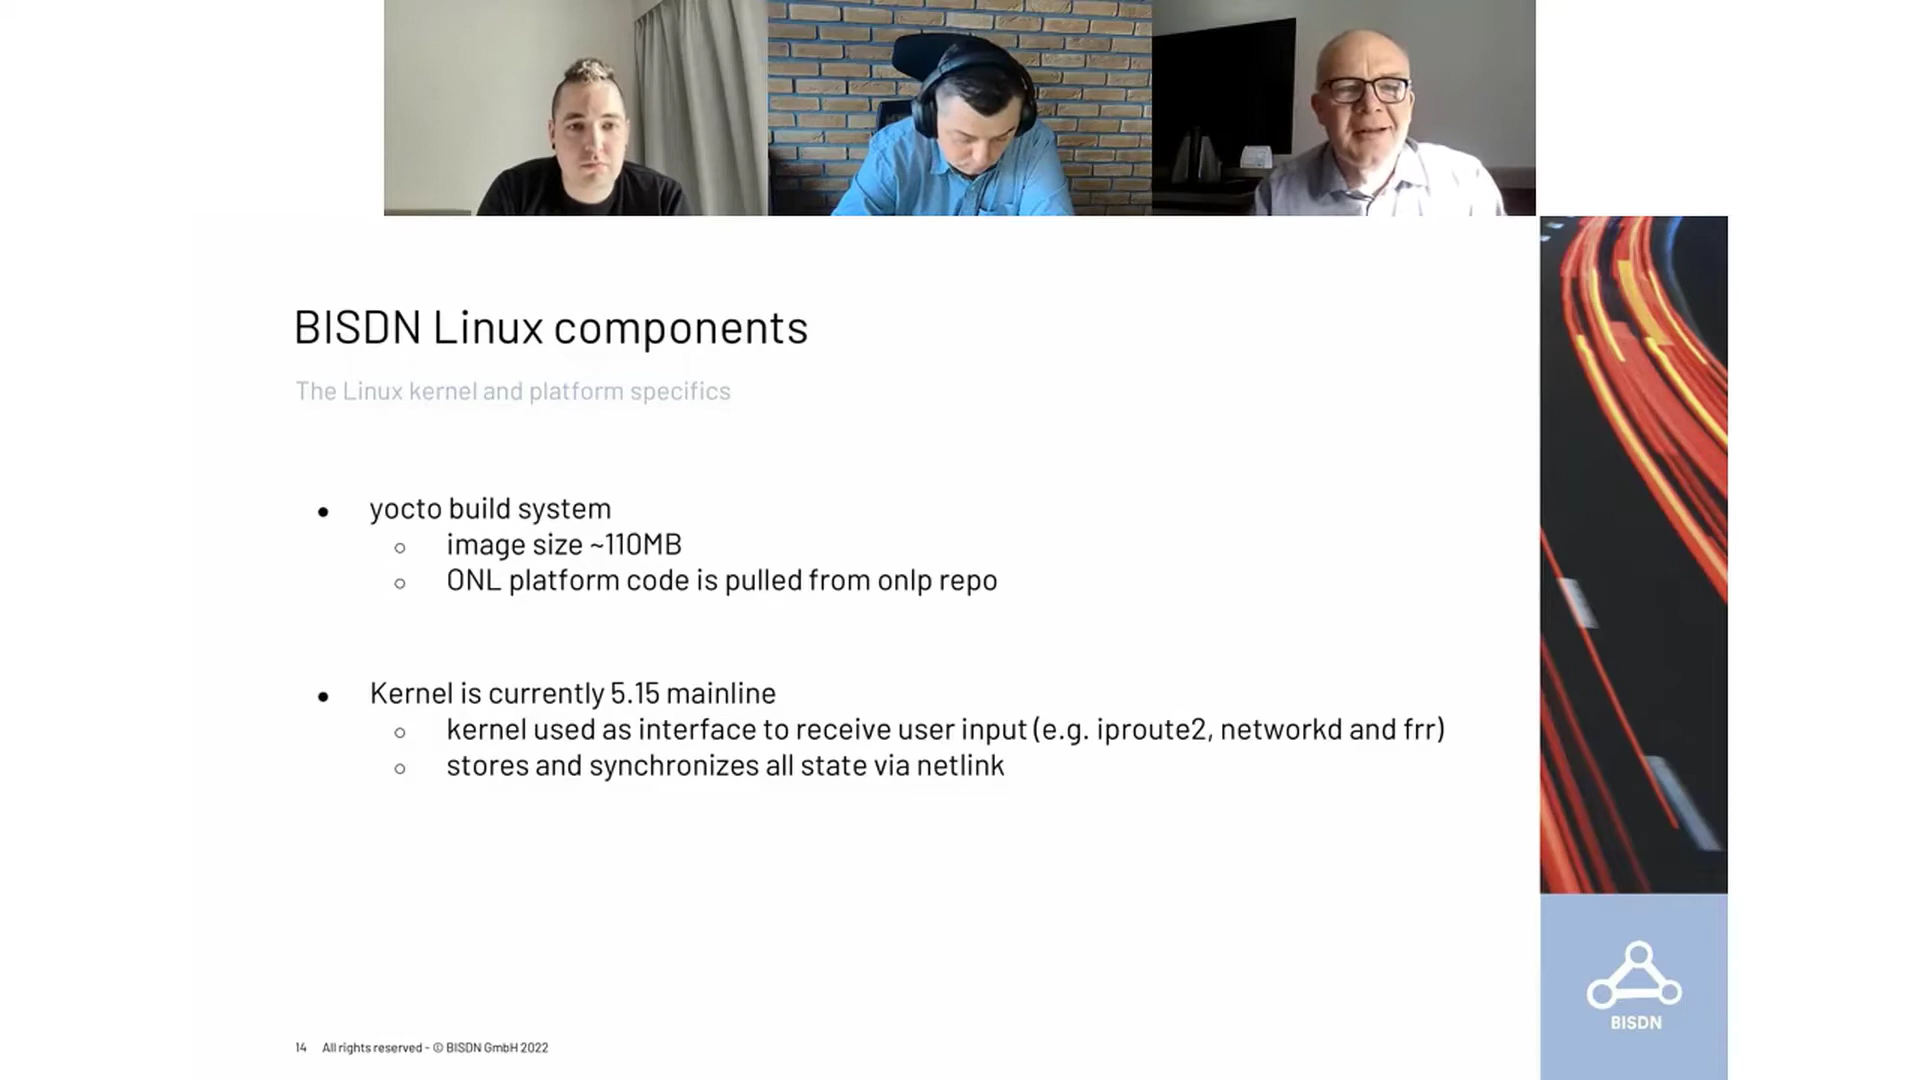 BISDN Linux components
The Linux kernel and platform specifics
● yocto build system
○ image size ~110MB
○ ONL platform code is pulled from onlp repo
● Kernel is currently 5.15 mainline
○ kernel used as interface to receive user input (e.g. iproute2, networkd and frr)
○ stores and synchronizes all state via netlink
BISDN
14 All rights reserved - © BISDN GmbH 2022